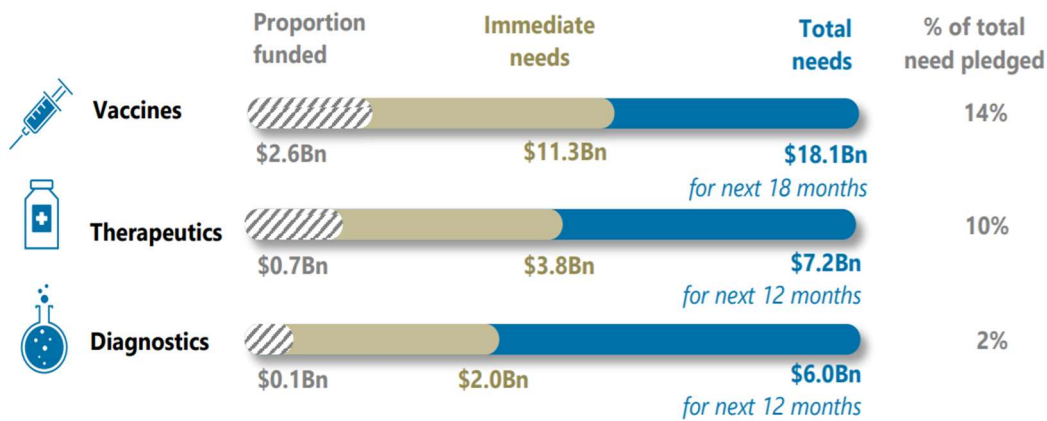 Proportion funded
Immediate needs
Total needs
% of total need pledged
Vaccines
14%
$2.6Bn
$11.3Bn
$18.1Bn
for next 18 months
Therapeutics
10%
$0.7Bn
$3.8Bn
$7.2Bn
for next 12 months
Diagnostics
2%
$0.1Bn
$2.0Bn
$6.0Bn
for next 12 months